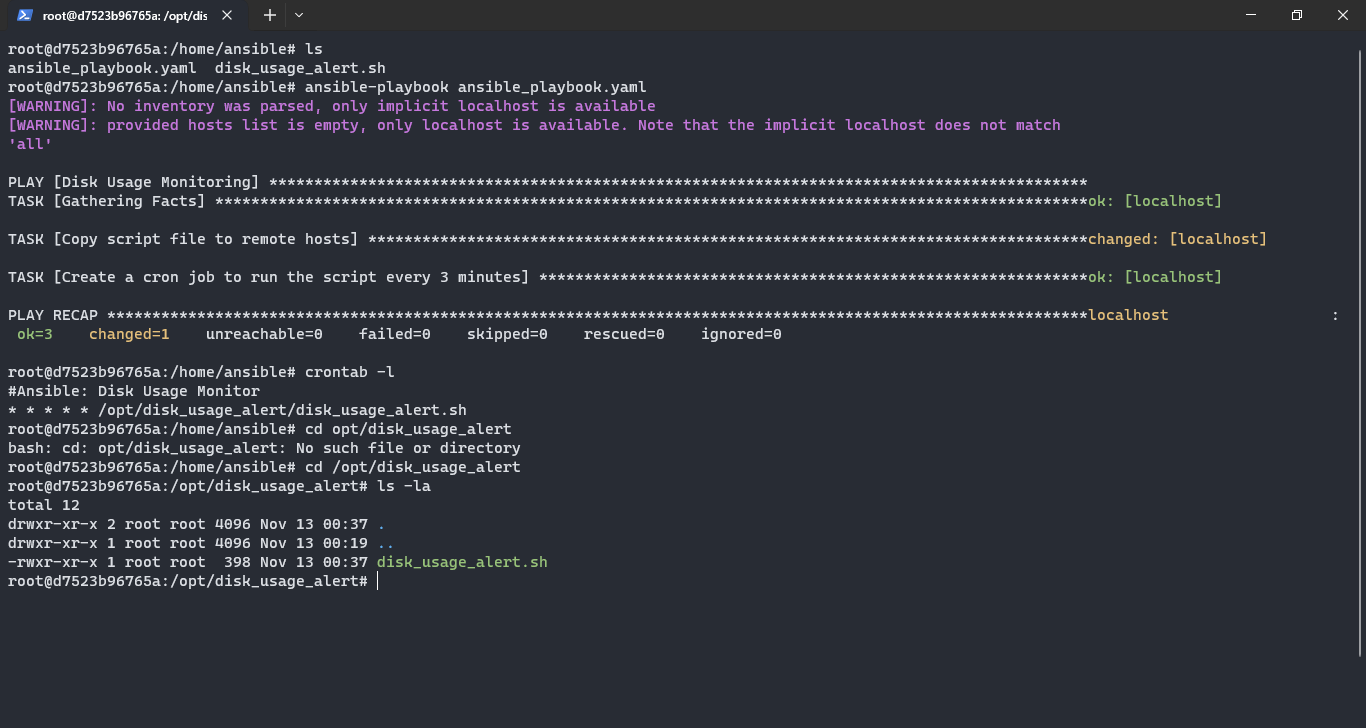 root@d7523b96765a: /opt/dis
root@d7523b96765a:/home/ansible# ls
ansible_playbook.yaml  disk_usage_alert.sh
root@d7523b96765a:/home/ansible# ansible-playbook ansible_playbook.yaml
[WARNING]: No inventory was parsed, only implicit localhost is available
[WARNING]: provided hosts list is empty, only localhost is available. Note that the implicit localhost does not match
'all'
PLAY [Disk Usage Monitoring] *******************************************************************************************
TASK [Gathering Facts] *************************************************************************************************ok: [localhost]
TASK [Copy script file to remote hosts] ********************************************************************************changed: [localhost]
TASK [Create a cron job to run the script every 3 minutes] *************************************************************ok: [localhost]
PLAY RECAP *************************************************************************************************************localhost                  :
 ok=3    changed=1    unreachable=0    failed=0    skipped=0    rescued=0    ignored=0
root@d7523b96765a:/home/ansible# crontab -l
#Ansible: Disk Usage Monitor
* * * * * /opt/disk_usage_alert/disk_usage_alert.sh
root@d7523b96765a:/home/ansible# cd opt/disk_usage_alert
bash: cd: opt/disk_usage_alert: No such file or directory
root@d7523b96765a:/home/ansible# cd /opt/disk_usage_alert
root@d7523b96765a:/opt/disk_usage_alert# ls -la
total 12
drwxr-xr-x 2 root root 4096 Nov 13 00:37 .
drwxr-xr-x 1 root root 4096 Nov 13 00:19 ..
-rwxr-xr-x 1 root root  398 Nov 13 00:37 disk_usage_alert.sh
root@d7523b96765a:/opt/disk_usage_alert#